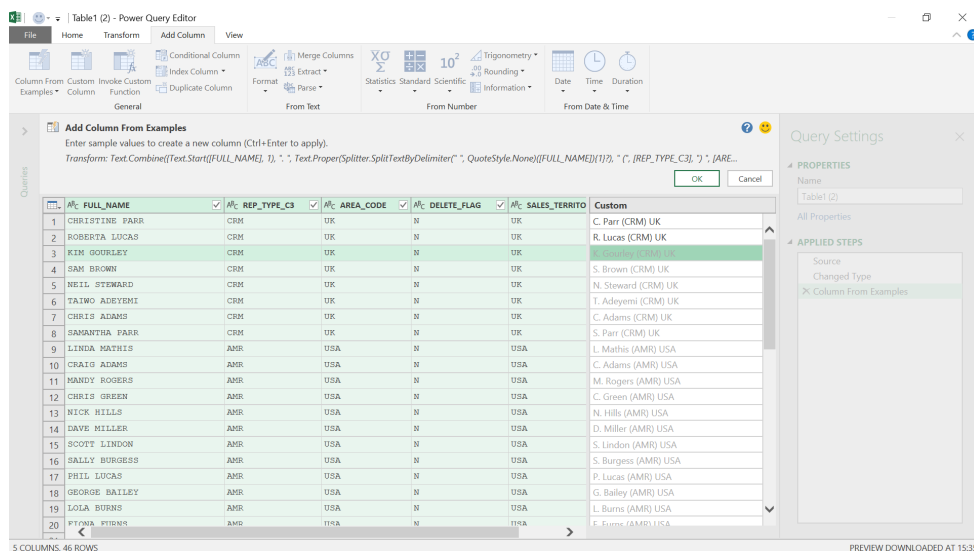 Table1 (2) - Power Query Editor
File Home Transform Add Column View
Column From Examples
Custom Column
Invoke Custom Function
Conditional Column
Index Column
Duplicate Column
General
Format
Merge Columns
Extract
Parse
From Text
Statistics
Standard
Scientific
Trigonometry
Rounding
Information
From Number
Date
Time
Duration
From Date & Time
Queries
Add Column From Examples
Enter sample values to create a new column (Ctrl+Enter to apply).
Transform: Text.Combine({Text.Start([FULL_NAME], 1), ". ", Text.Proper(Splitter.SplitTextByDelimiter(" ", QuoteStyle.None)([FULL_NAME]){1}?), " (", [REP_TYPE_C3], ") ", [ARE...
OK Cancel
FULL_NAME REP_TYPE_C3 AREA_CODE DELETE_FLAG SALES_TERRITO Custom
1 CHRISTINE PARR CRM UK N UK C. Parr (CRM) UK
2 ROBERTA LUCAS CRM UK N UK R. Lucas (CRM) UK
3 KIM GOURLEY CRM UK N UK K. Gourley (CRM) UK
4 SAM BROWN CRM UK N UK S. Brown (CRM) UK
5 NEIL STEWARD CRM UK N UK N. Steward (CRM) UK
6 TAIWO ADEYEMI CRM UK N UK T. Adeyemi (CRM) UK
7 CHRIS ADAMS CRM UK N UK C. Adams (CRM) UK
8 SAMANTHA PARR CRM UK N UK S. Parr (CRM) UK
9 LINDA MATHIS AMR USA N USA L. Mathis (AMR) USA
10 CRAIG ADAMS AMR USA N USA C. Adams (AMR) USA
11 MANDY ROGERS AMR USA N USA M. Rogers (AMR) USA
12 CHRIS GREEN AMR USA N USA C. Green (AMR) USA
13 NICK HILLS AMR USA N USA N. Hills (AMR) USA
14 DAVE MILLER AMR USA N USA D. Miller (AMR) USA
15 SCOTT LINDON AMR USA N USA S. Lindon (AMR) USA
16 SALLY BURGESS AMR USA N USA S. Burgess (AMR) USA
17 PHIL LUCAS AMR USA N USA P. Lucas (AMR) USA
18 GEORGE BAILEY AMR USA N USA G. Bailey (AMR) USA
19 LOLA BURNS AMR USA N USA L. Burns (AMR) USA
20 FIONA FURNS AMR USA N USA F. Furns (AMR) USA
Query Settings
PROPERTIES
Name
Table1 (2)
All Properties
APPLIED STEPS
Source
Changed Type
Column From Examples
5 COLUMNS, 46 ROWS
PREVIEW DOWNLOADED AT 15:35